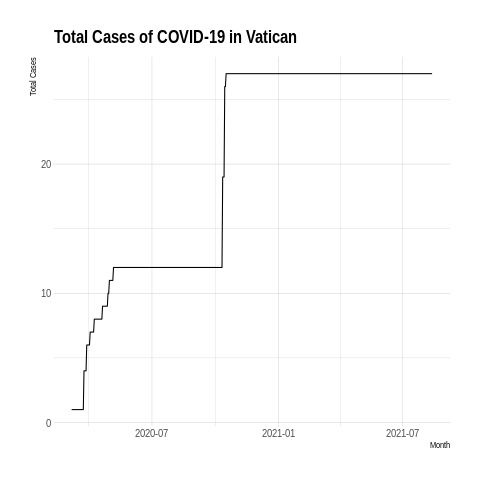 Total Cases of COVID-19 in Vatican
Total Cases
20
10
0
2020-07
2021-01
2021-07
Month